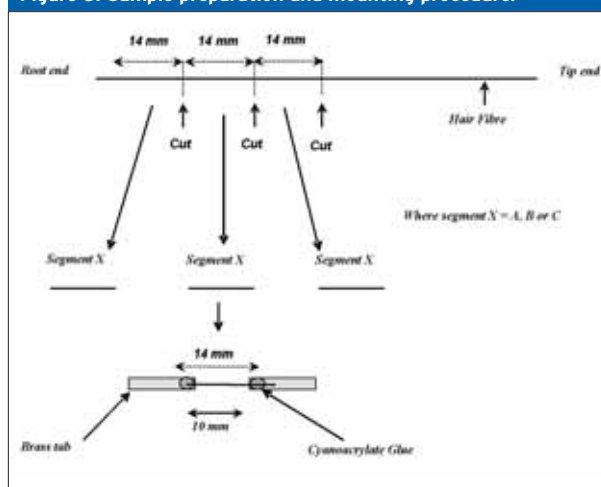 Figure 3: Sample preparation and mounting procedure.
14 mm 14 mm 14 mm
Root end
Tip end
Hair Fibre
Cut Cut Cut
Where segment X = A, B or C
Segment X Segment X Segment X
14 mm
10 mm
Brass tab
Cyanoacrylate Glue